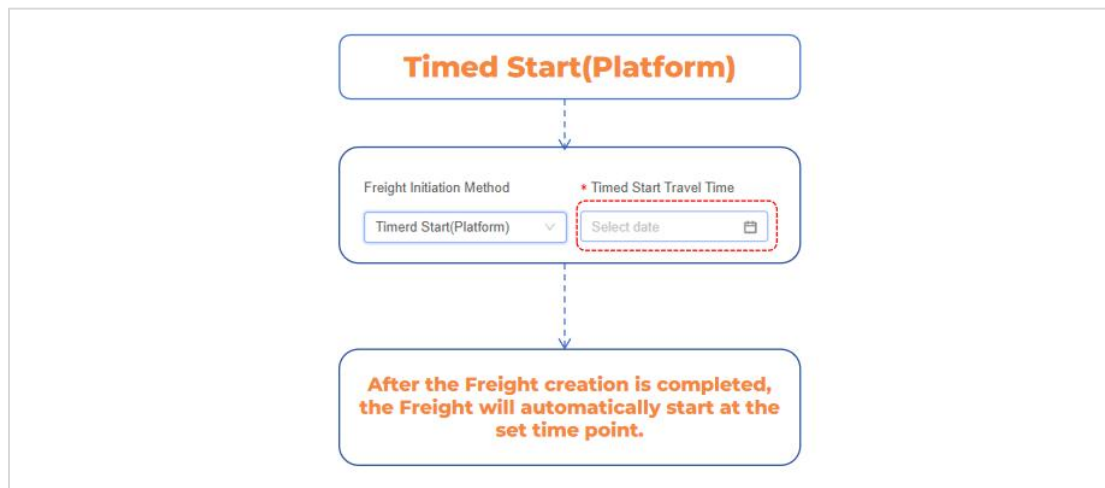 Timed Start(Platform)
Freight Initiation Method
* Timed Start Travel Time
Timerd Start(Platform)
Select date
After the Freight creation is completed,
the Freight will automatically start at the
set time point.